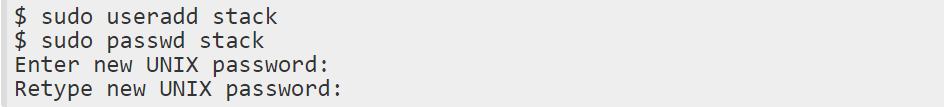 $ sudo useradd stack
$ sudo passwd stack
Enter new UNIX password:
Retype new UNIX password: